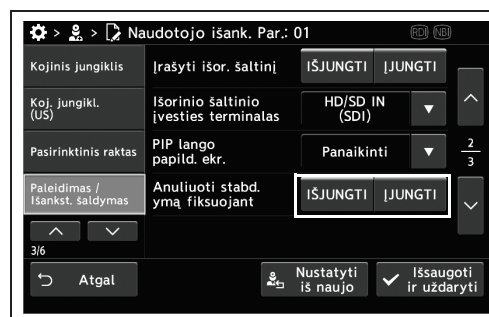 > > Naudotojo išank. Par.: 01 RDI NBI
Kojinis jungiklis
Įrašyti išor. šaltinį
IŠJUNGTI ĮJUNGTI
Koj. jungikl.
(US)
Išorinio šaltinio
įvesties terminalas
HD/SD IN
(SDI)
▼
Pasirinktinis raktas
PIP lango
papild. ekr.
Panaikinti ▼
2
3
Paleidimas /
Išankst. šaldymas
Anuliuoti stabd.
ymą fiksuojant
IŠJUNGTI ĮJUNGTI
3/6
Atgal
Nustatyti
iš naujo
Išsaugoti
ir uždaryti